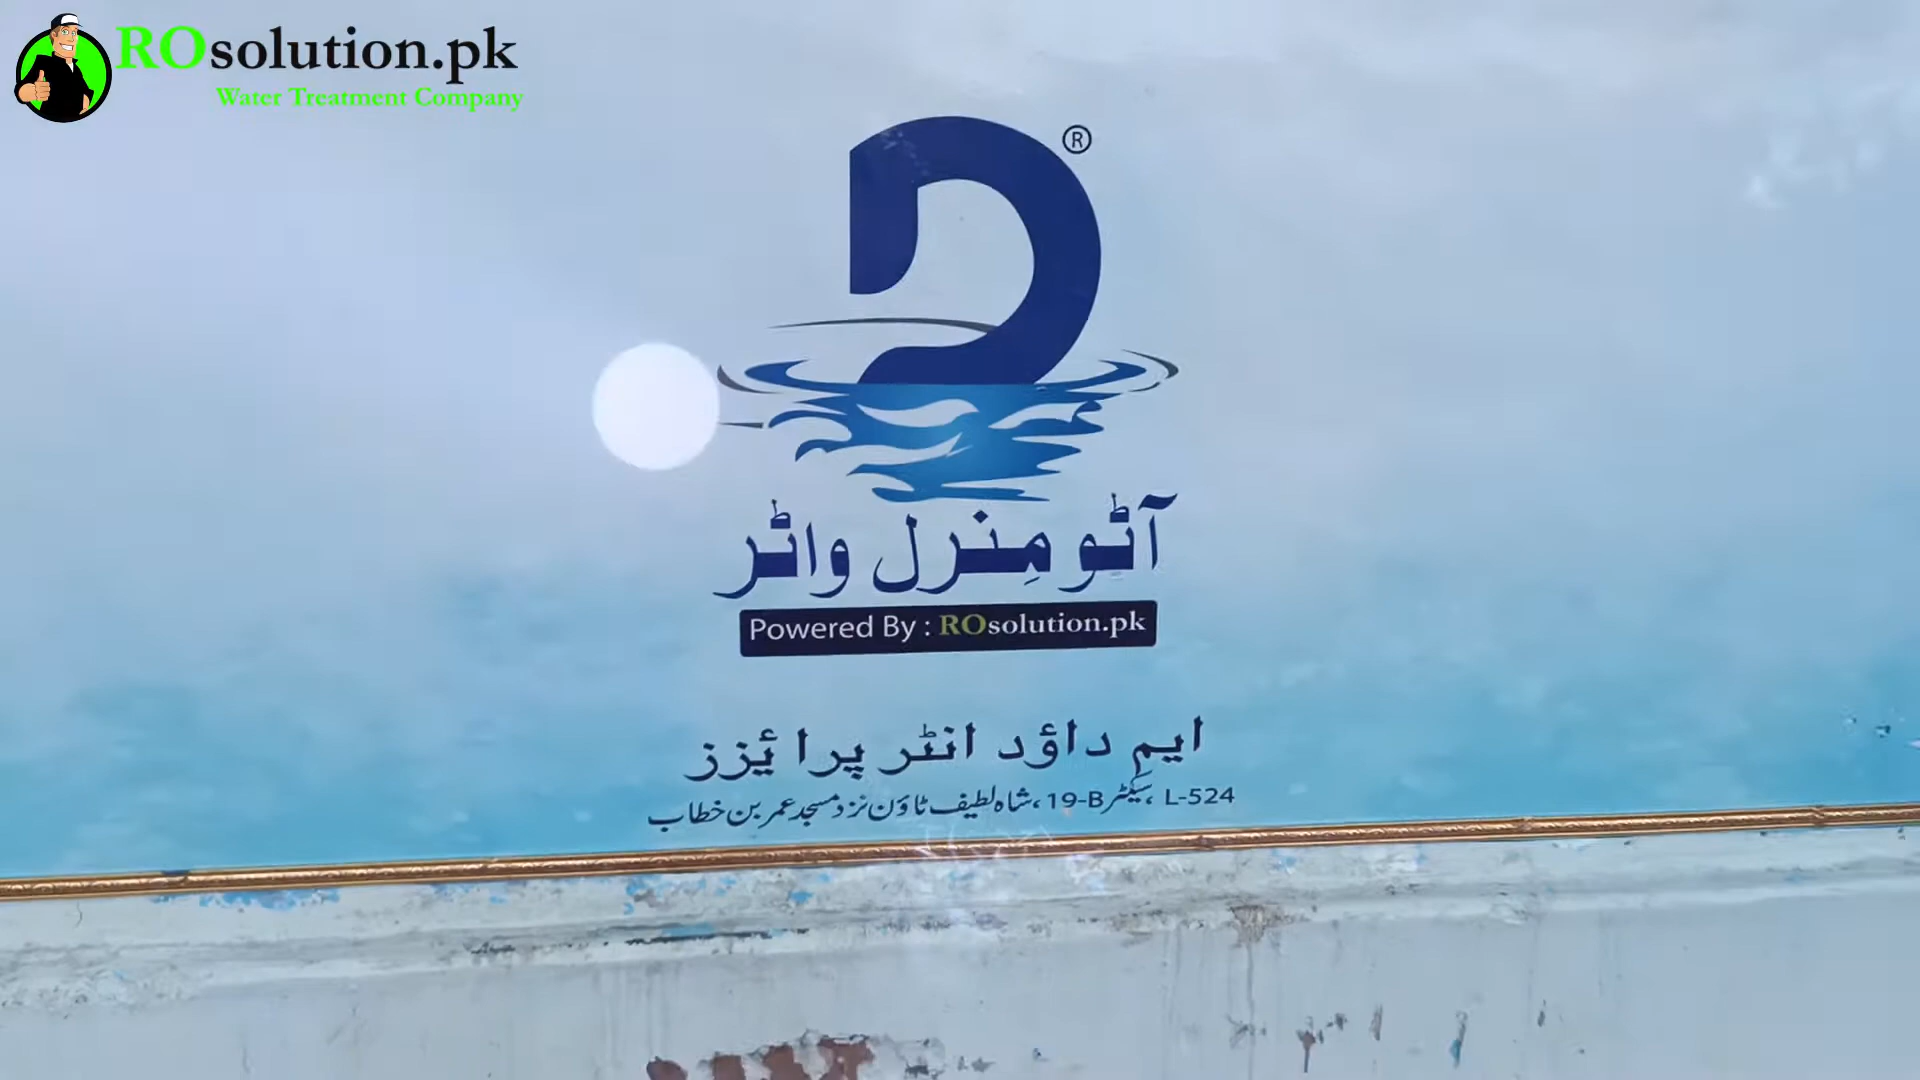 ROsolution.pk
Water Treatment Company
®
آٹو مِنرل واٹر
Powered By : ROsolution.pk
ایم داؤد انٹر پرائیزز
L-524 ، سیکٹر 19-B، شاہ لطیف ٹاؤن نزد مسجد عمر بن خطاب